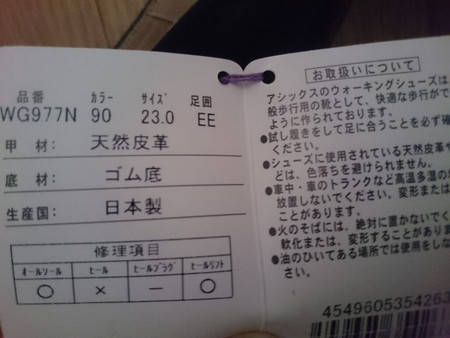 品番 カラー サイズ 足囲
WG977N 90 23.0 EE
甲 材: 天然皮革
底 材: ゴム底
生産国: 日本製
修理項目
オールソール ヒール ヒールプラグ ヒールリフト
○ × ー ○
お取扱いについて
アシックスのウォーキングシューズは
般歩行用の靴として、快適な歩行がで
ように作られております。
●試し履きをして足に合うことを必ず確
ください。
●シューズに使用されている天然皮革や
どは、色落ちを避けられません。
●車中・車のトランクなど高温多湿の
放置しないでください、変形または
ことがあります。
●火のそばには、絶対に置かないでく
軟化または、変形することがありま
●油のひいてある場所では使用をしな
さい。
4549605354263